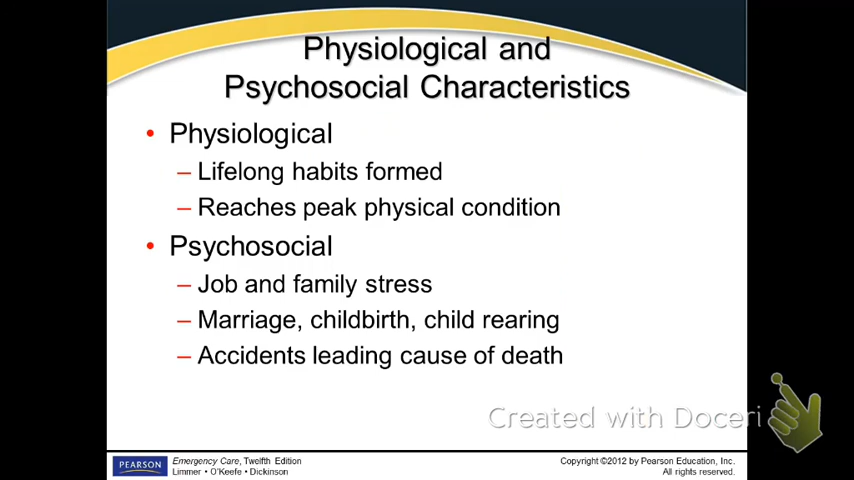 Physiological and
Psychosocial Characteristics
• Physiological
– Lifelong habits formed
– Reaches peak physical condition
• Psychosocial
– Job and family stress
– Marriage, childbirth, child rearing
– Accidents leading cause of death
Created with Doceri
PEARSON
Emergency Care, Twelfth Edition
Limmer • O'Keefe • Dickinson
Copyright ©2012 by Pearson Education, Inc.
All rights reserved.